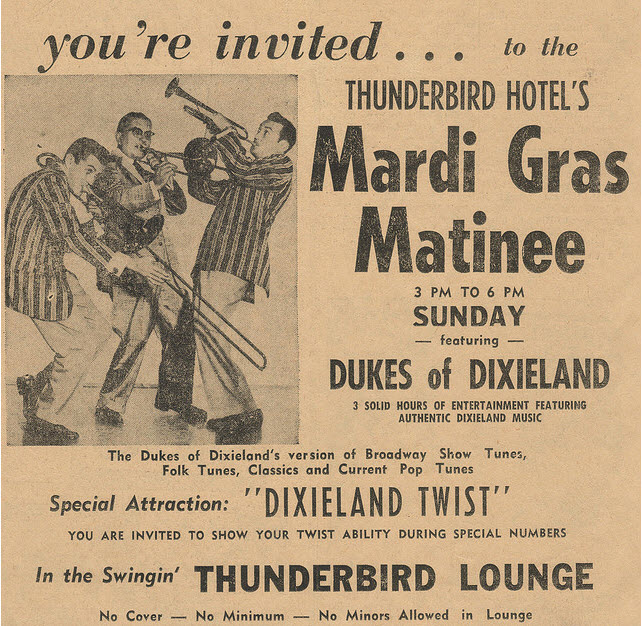 you're invited . . . to the
THUNDERBIRD HOTEL'S
Mardi Gras
Matinee
3 PM TO 6 PM
SUNDAY
— featuring —
DUKES of DIXIELAND
3 SOLID HOURS OF ENTERTAINMENT FEATURING
AUTHENTIC DIXIELAND MUSIC
The Dukes of Dixieland's version of Broadway Show Tunes,
Folk Tunes, Classics and Current Pop Tunes
Special Attraction: "DIXIELAND TWIST"
YOU ARE INVITED TO SHOW YOUR TWIST ABILITY DURING SPECIAL NUMBERS
In the Swingin' THUNDERBIRD LOUNGE
No Cover — No Minimum — No Minors Allowed in Lounge